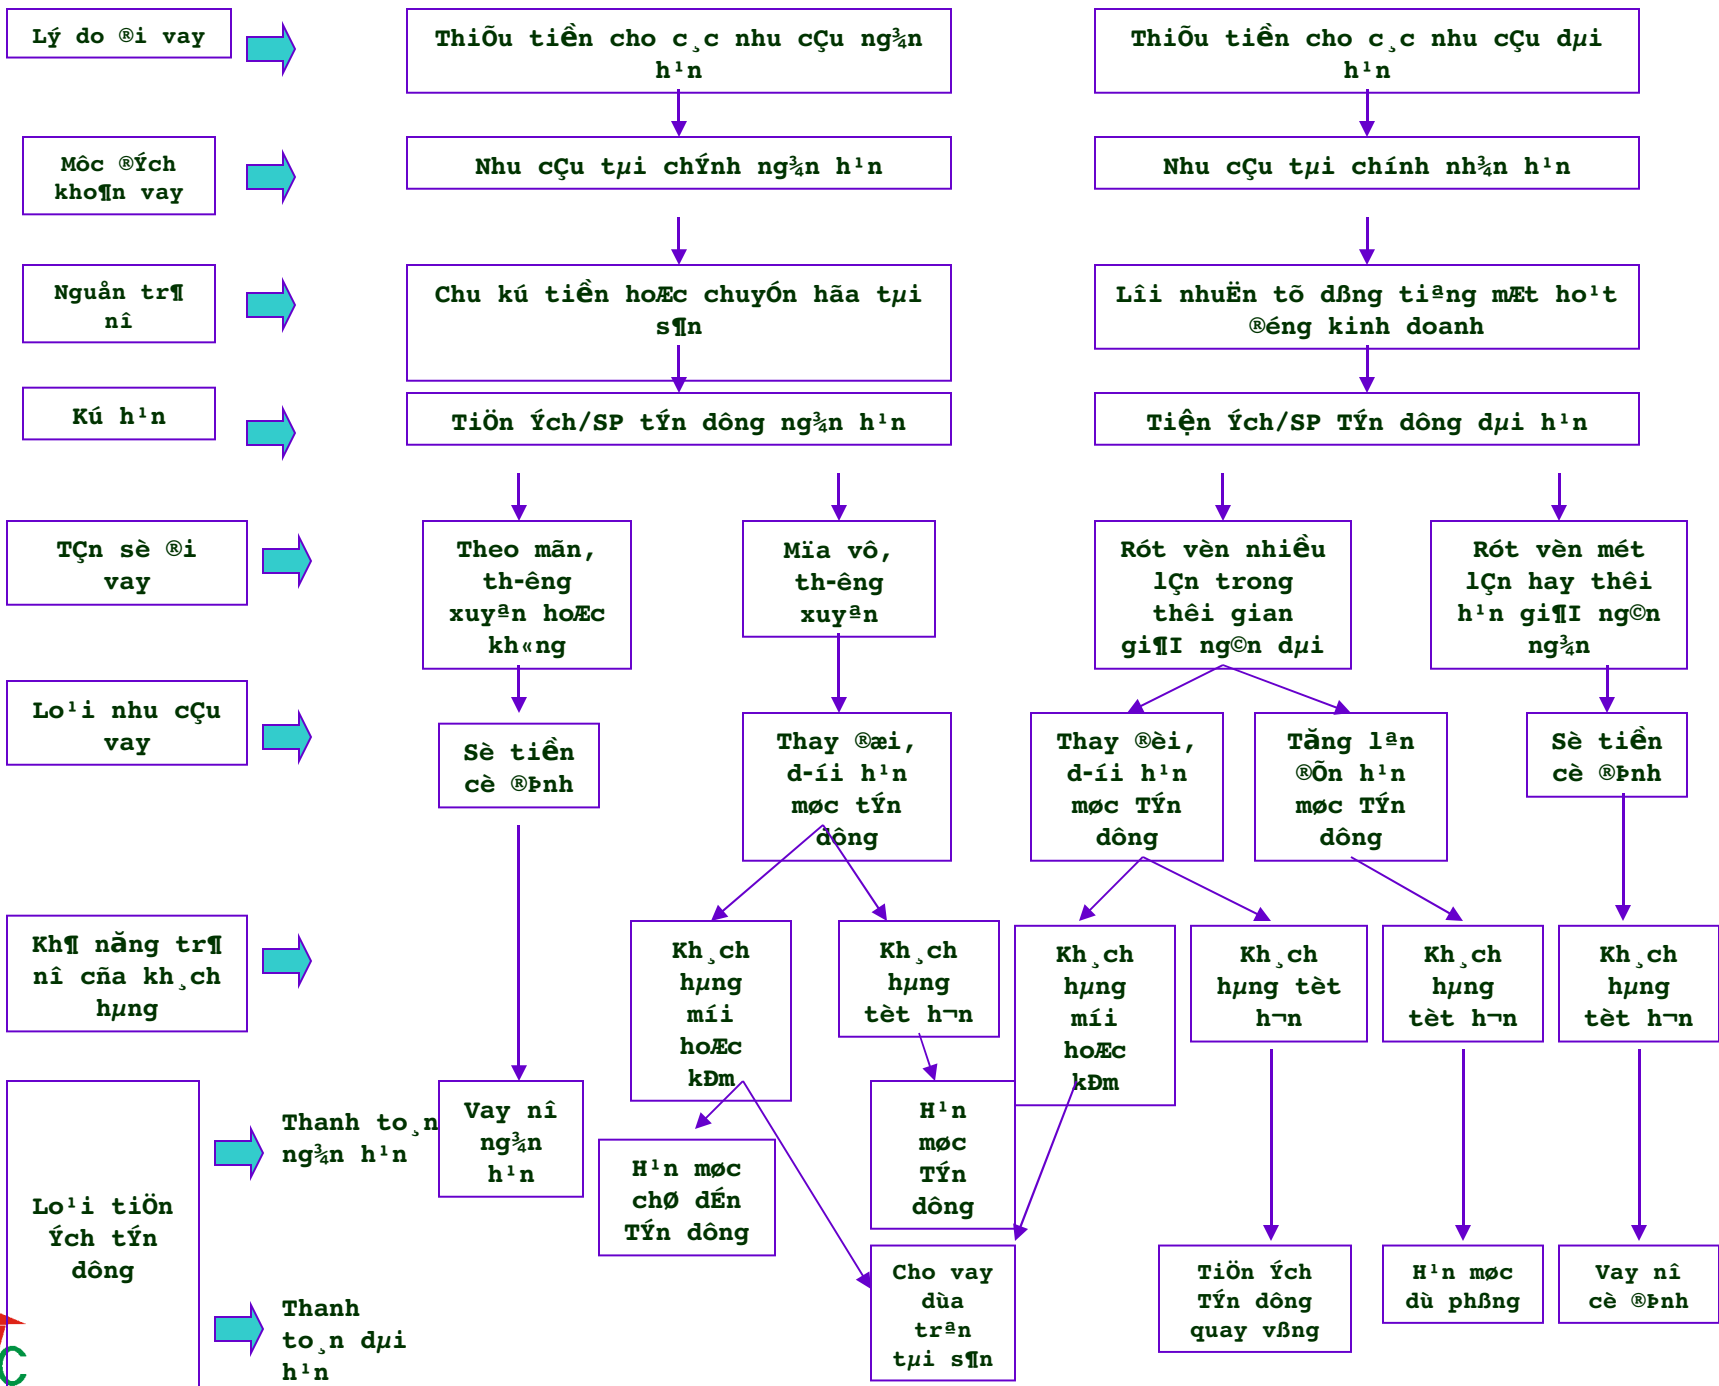 Lý do ®i vay
ThiÕu tiền cho c¸c nhu cÇu ng¾n
h¹n
ThiÕu tiền cho c¸c nhu cÇu dµi
h¹n
Môc ®Ých
kho¶n vay
Nhu cÇu tµi chÝnh ng¾n h¹n
Nhu cÇu tµi chính nh¾n h¹n
Nguån tr¶
nî
Chu kú tiền hoÆc chuyÓn hãa tµi
s¶n
Lîi nhuËn tõ dßng tiªng mÆt ho¹t
®éng kinh doanh
Kú h¹n
TiÖn Ých/SP tÝn dông ng¾n h¹n
Tiện Ých/SP TÝn dông dµi h¹n
TÇn sè ®i
vay
Theo mãn,
th-êng
xuyªn hoÆc
kh«ng
Mïa vô,
th-êng
xuyªn
Rót vèn nhiều
lÇn trong
thêi gian
gi¶I ng©n dµi
Rót vèn mét
lÇn hay thêi
h¹n gi¶I ng©n
ng¾n
Lo¹i nhu cÇu
vay
Sè tiền
cè ®Þnh
Thay ®æi,
d-íi h¹n
møc tÝn
dông
Thay ®èi,
d-íi h¹n
møc TÝn
dông
Tăng lªn
®Õn h¹n
møc TÝn
dông
Sè tiền
cè ®Þnh
Kh¶ năng tr¶
nî cña kh¸ch
hµng
Kh¸ch
hµng
míi
hoÆc
kÐm
Kh¸ch
hµng
tèt h¬n
Kh¸ch
hµng
míi
hoÆc
kÐm
Kh¸ch
hµng tèt
h¬n
Kh¸ch
hµng
tèt h¬n
Kh¸ch
hµng
tèt h¬n
Lo¹i tiÖn
Ých tÝn
dông
Thanh to¸n
ng¾n h¹n
Vay nî
ng¾n
h¹n
H¹n møc
chØ dÉn
TÝn dông
H¹n
møc
TÝn
dông
Thanh
to¸n dµi
h¹n
Cho vay
dùa
trªn
tµi s¶n
TiÖn Ých
TÝn dông
quay vßng
H¹n møc
dù phßng
Vay nî
cè ®Þnh
C